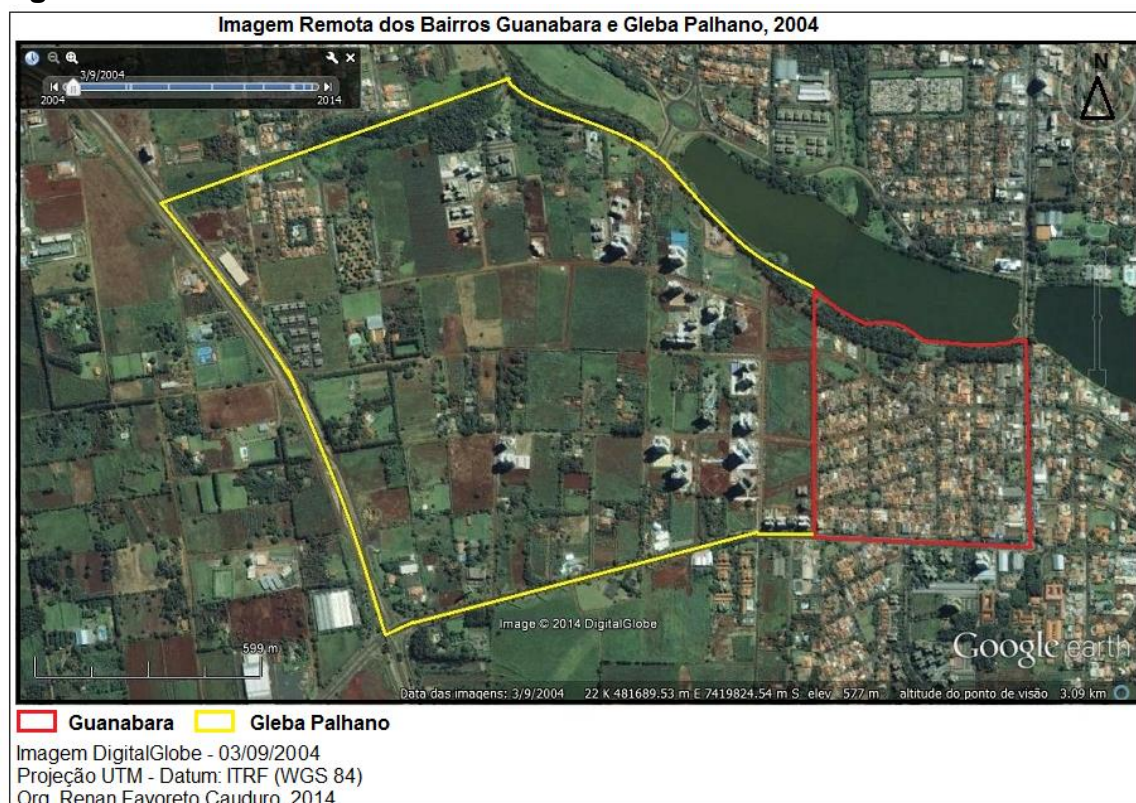 Imagem Remota dos Bairros Guanabara e Gleba Palhano, 2004
3/9/2004
2004
2014
N
Image © 2014 DigitalGlobe
599 m
Google earth
Data das imagens: 3/9/2004 22 K 481689.53 m E 7419824.54 m S elev 577 m altitude do ponto de visão 3.09 km
Guanabara Gleba Palhano
Imagem DigitalGlobe - 03/09/2004
Projeção UTM - Datum: ITRF (WGS 84)
Org. Renan Favoreto Cauduro, 2014